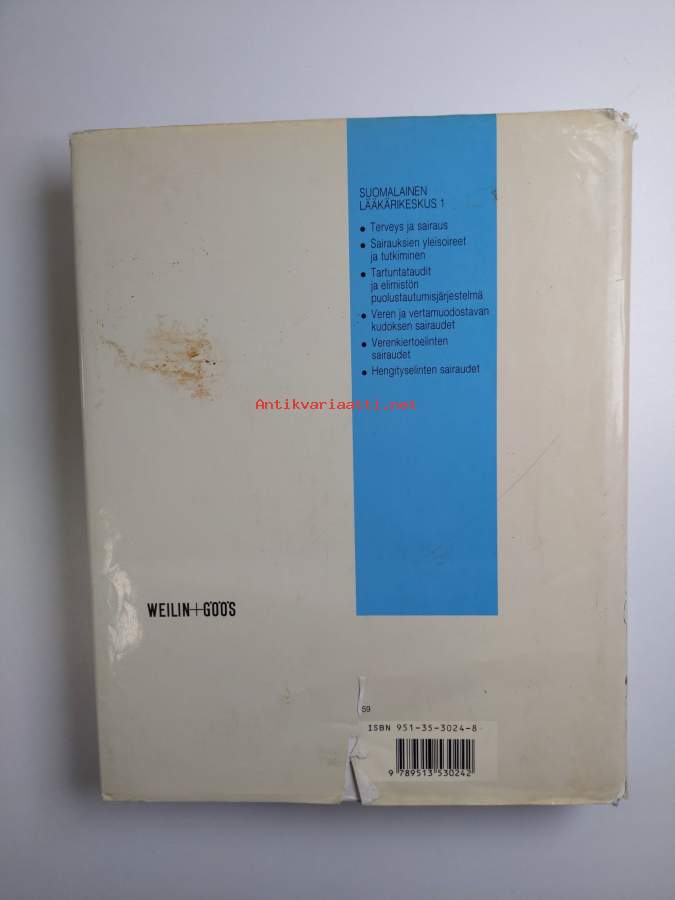 SUOMALAINEN
LÄÄKÄRIKESKUS 1
• Terveys ja sairaus
• Sairauksien yleisoireet
ja tutkiminen
• Tartuntataudit
ja elimistön
puolustautumisjärjestelmä
• Veren ja vertamuodostavan
kudoksen sairaudet
• Verenkiertoelinten
sairaudet
• Hengityselinten sairaudet
Antikvariaatti.net
WEILIN+GÖÖS
S9
ISBN 951-35-3024-8
9 789513 530242